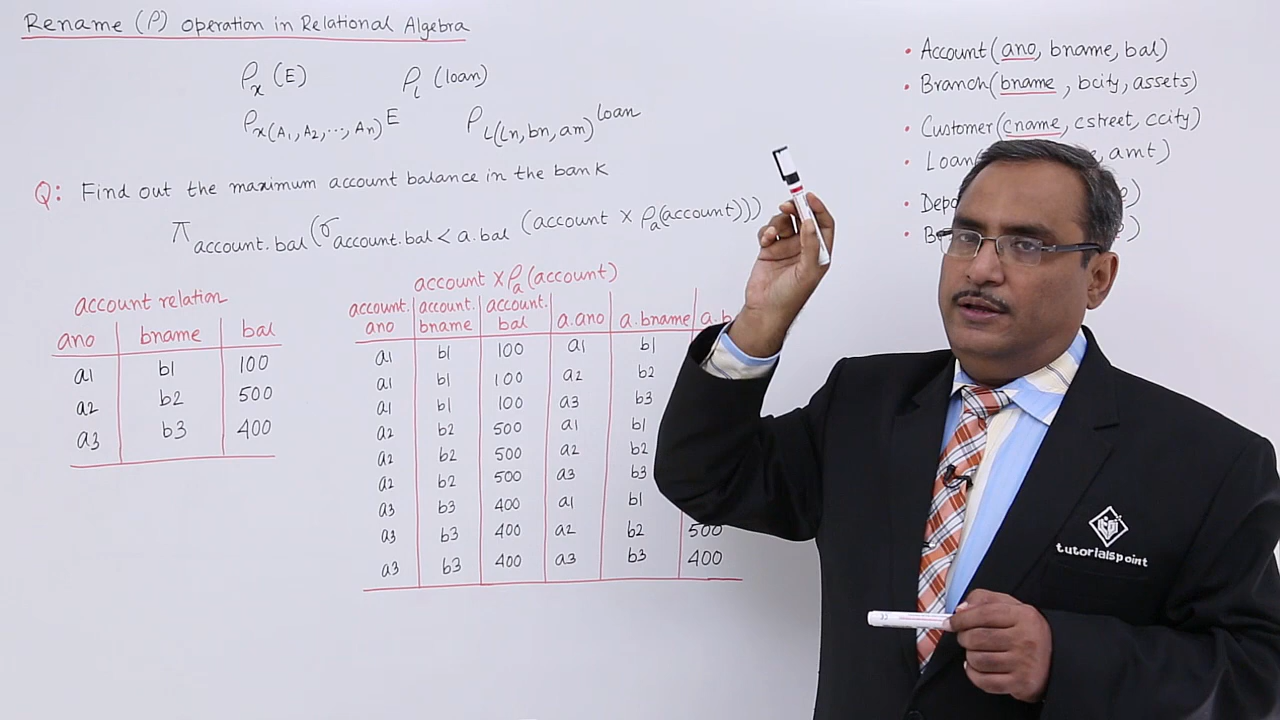 Rename (ρ) operation in Relational Algebra
ρx (E) ρl (loan)
ρx(A1, A2, ..., An) E ρL(Ln, bn, am) loan
Q: Find out the maximum account balance in the bank
π account.bal (σ account.bal < a.bal (account X ρa(account)))
account relation
ano bname bal
a1 b1 100
a2 b2 500
a3 b3 400
account X ρa (account)
account.ano account.bname account.bal a.ano a.bname a.b
a1 b1 100 a1 b1
a1 b1 100 a2 b2
a1 b1 100 a3 b3
a2 b2 500 a1 b1
a2 b2 500 a2 b2
a2 b2 500 a3 b3
a3 b3 400 a1 b1
a3 b3 400 a2 b2 500
a3 b3 400 a3 b3 400
• Account(ano, bname, bal)
• Branch(bname, bcity, assets)
• Customer(cname, cstreet, ccity)
• Loan( , amt)
• Depo )
• B )
tutorialspoint